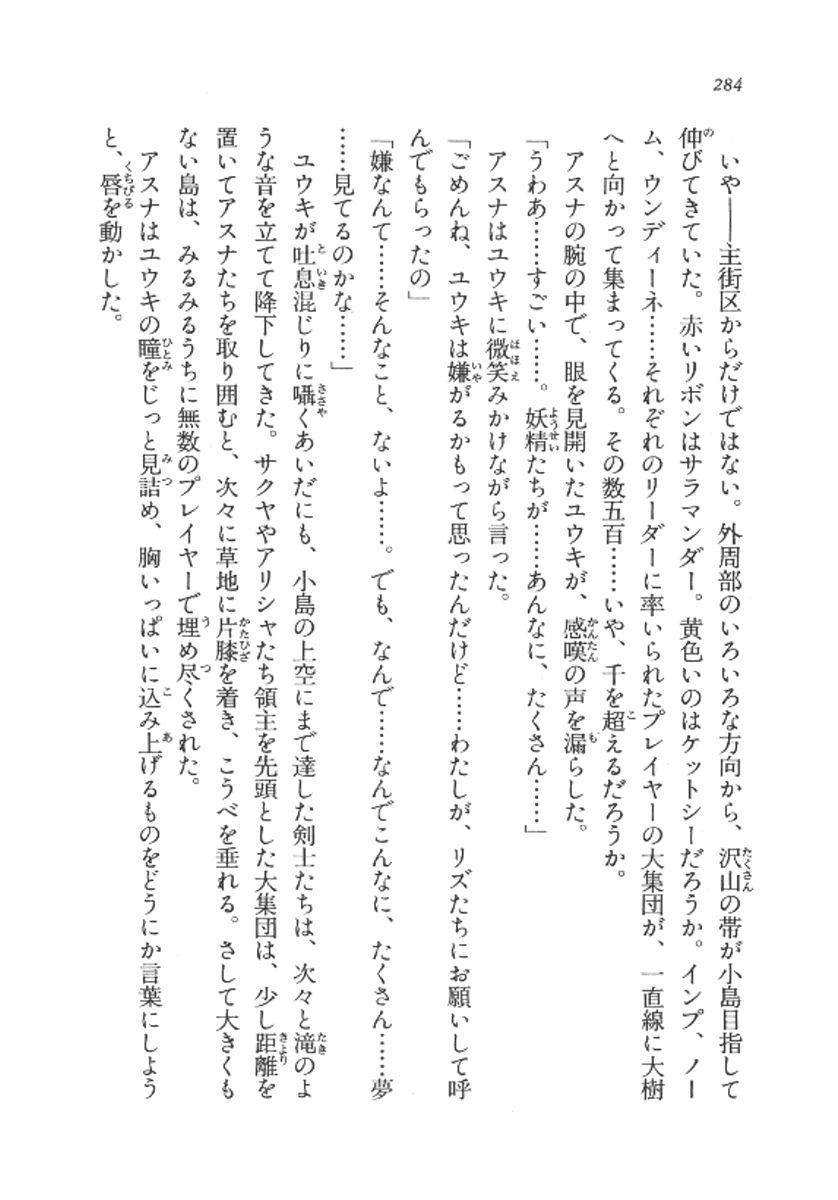 284
いや――主街区からだけではない。外周部のいろいろな方向から、沢山の帯が小島目指して
伸びてきていた。赤いリボンはサラマンダー。黄色いのはケットシーだろうか。インプ、ノー
ム、ウンディーネ……それぞれのリーダーに率いられたプレイヤーの大集団が、一直線に大樹
へと向かって集まってくる。その数五百……いや、千を超えるだろうか。
アスナの腕の中で、眼を見開いたユウキが、感嘆の声を漏らした。
「うわあ……すごい……。妖精たちが……あんなに、たくさん……」
アスナはユウキに微笑みかけながら言った。
「ごめんね、ユウキは嫌がるかもって思ったんだけど……わたしが、リズたちにお願いして呼
んでもらったの」
「嫌なんて……そんなこと、ないよ……。でも、なんで……なんでこんなに、たくさん……夢
……見てるのかな……」
ユウキが吐息混じりに囁くあいだにも、小島の上空にまで達した剣士たちは、次々と滝のよ
うな音を立てて降下してきた。サクヤやアリシャたち領主を先頭とした大集団は、少し距離を
置いてアスナたちを取り囲むと、次々に草地に片膝を着き、こうべを垂れる。さして大きくも
ない島は、みるみるうちに無数のプレイヤーで埋め尽くされた。
アスナはユウキの瞳をじっと見詰め、胸いっぱいに込み上げるものをどうにか言葉にしよう
と、唇を動かした。